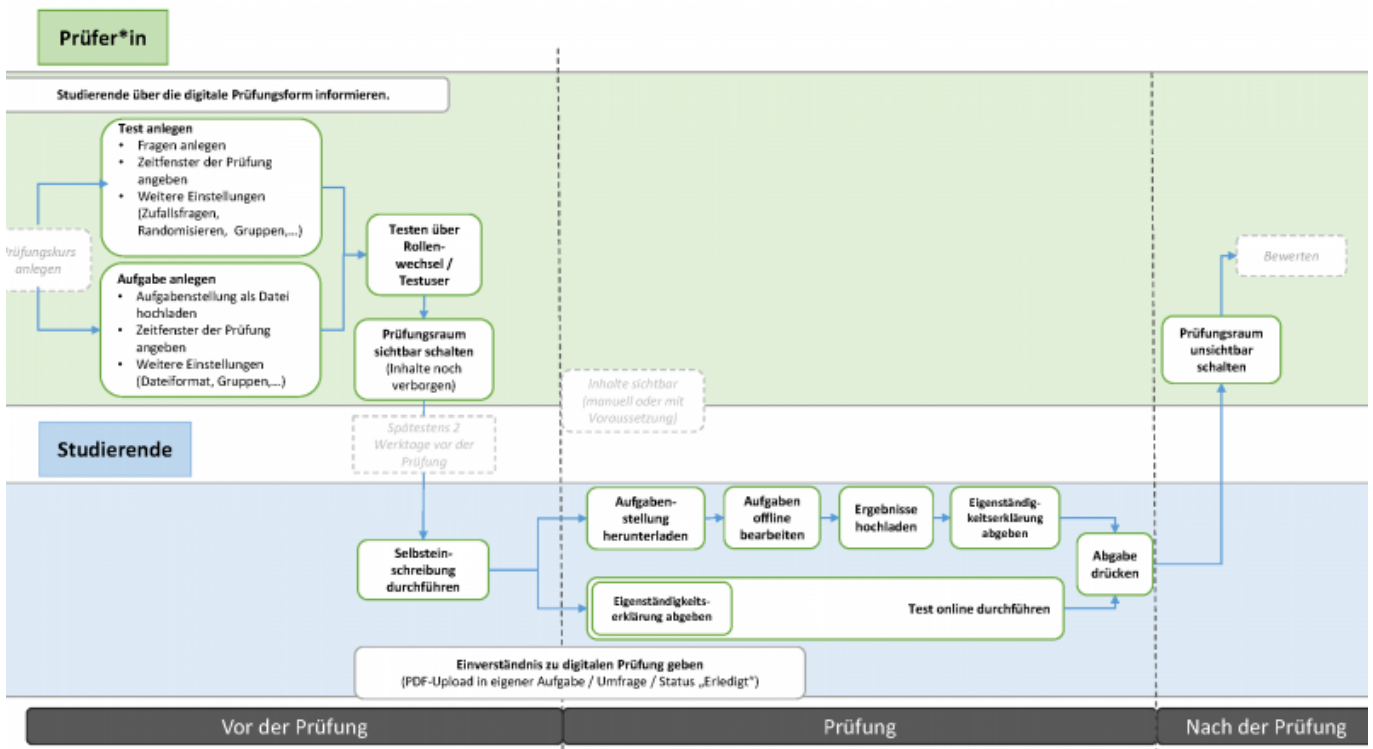 Prüfer*in
Studierende über die digitale Prüfungsform informieren.
Test anlegen
• Fragen anlegen
• Zeitfenster der Prüfung
angeben
• Weitere Einstellungen
(Zufallsfragen,
Randomisieren, Gruppen,...)
Prüfungskurs
anlegen
Aufgabe anlegen
• Aufgabenstellung als Datei
hochladen
• Zeitfenster der Prüfung
angeben
• Weitere Einstellungen
(Dateiformat, Gruppen,...)
Testen über
Rollen-
wechsel /
Testuser
Prüfungsraum
sichtbar schalten
(Inhalte noch
verborgen)
Spätestens 2
Werktage vor der
Prüfung
Inhalte sichtbar
(manuell oder mit
Voraussetzung)
Bewerten
Prüfungsraum
unsichtbar
schalten
Studierende
Selbstein-
schreibung
durchführen
Aufgaben-
stellung
herunterladen
Aufgaben
offline
bearbeiten
Ergebnisse
hochladen
Eigenständig-
keitserklärung
abgeben
Eigenständigkeits-
erklärung abgeben
Test online durchführen
Abgabe
drücken
Einverständnis zu digitalen Prüfung geben
(PDF-Upload in eigener Aufgabe / Umfrage / Status „Erledigt")
Vor der Prüfung
Prüfung
Nach der Prüfung